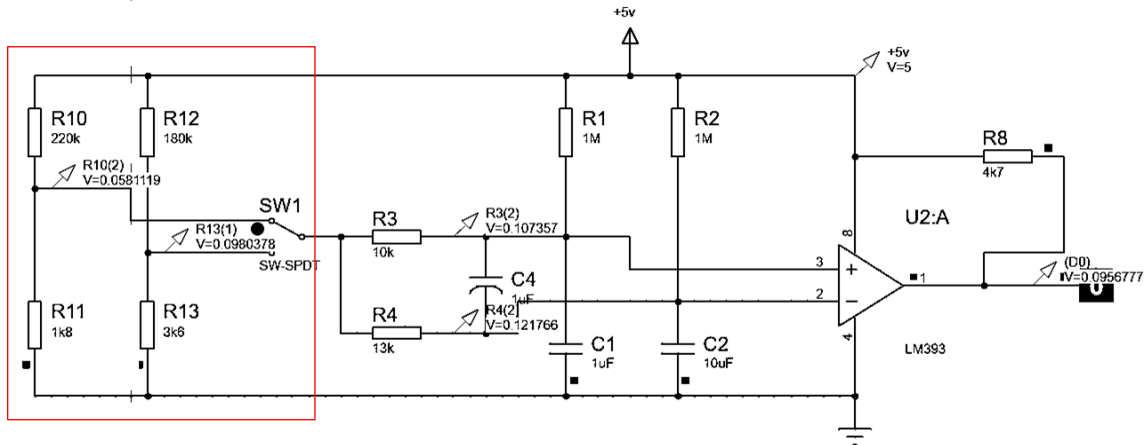 +5v
+5v
V=5
R10
220k
R12
180k
R1
1M
R2
1M
R8
4k7
R10(2)
V=0.0581119
SW1
R13(1)
V=0.0980378
SW-SPDT
R3
10k
R3(2)
V=0.107357
U2:A
8
3
2
1
4
(D0)
V=0.0956777
0
C4
1uF
R4(2)
V=0.121766
R11
1k8
R13
3k6
R4
13k
C1
1uF
C2
10uF
LM393